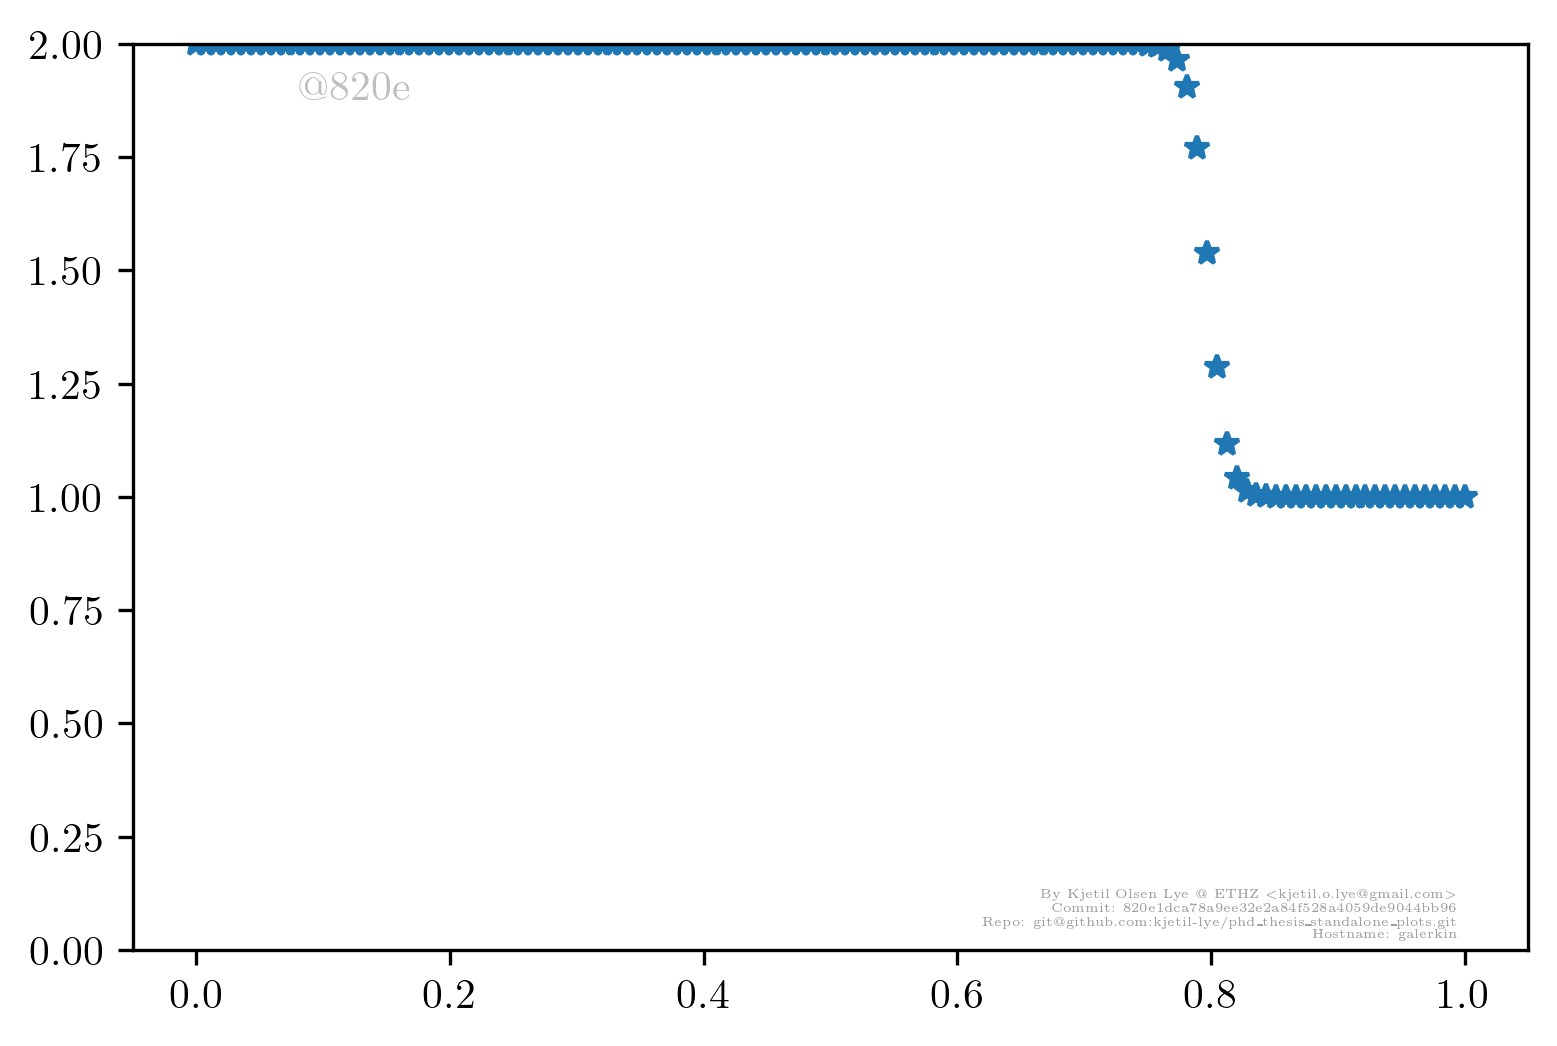 2.00
@820e
1.75
1.50
1.25
1.00
0.75
0.50
0.25
By Kjetil Olsen Lye @ ETHZ <kjetil.o.lye@gmail.com>
Commit: 820e1dca78a9ee32e2a84f528a4059de9044bb96
Repo: git@github.com:kjetil-lye/phd_thesis_standalone_plots.git
Hostname: galerkin
0.00
0.0 0.2 0.4 0.6 0.8 1.0